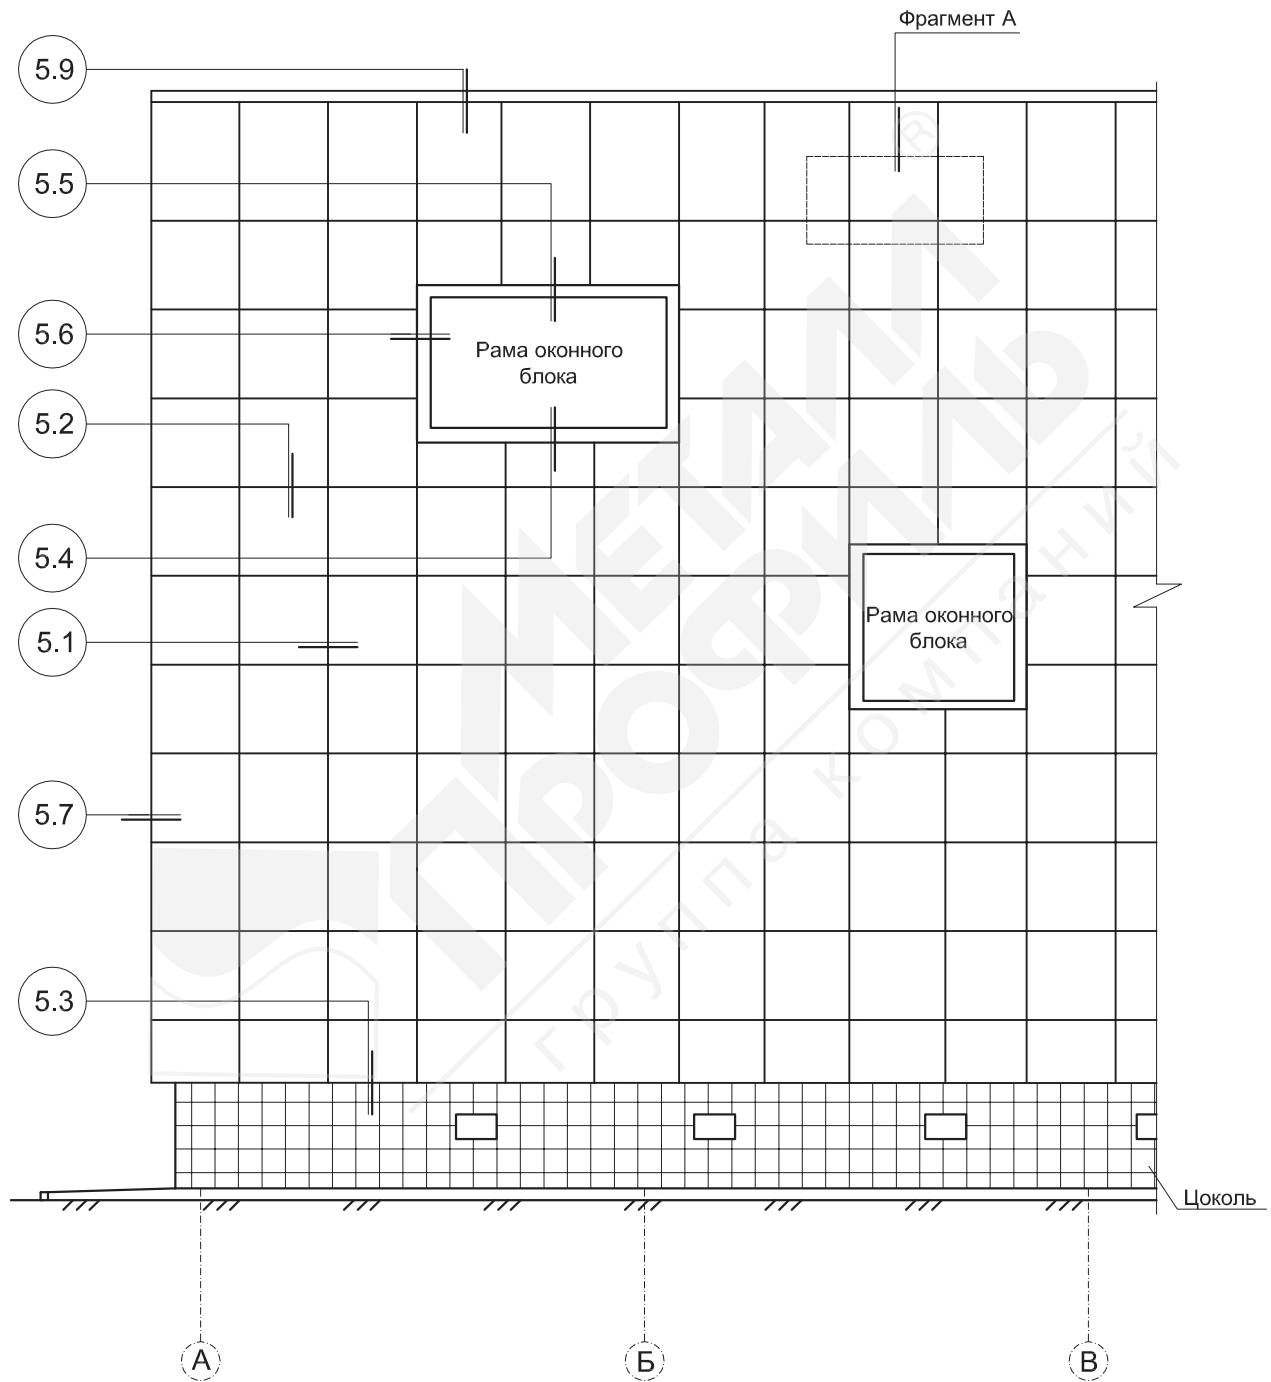 Фрагмент А
5.9
5.5
5.6
Рама оконного
блока
5.2
5.4
5.1
Рама оконного
блока
5.7
5.3
Цоколь
А
Б
В
МЕТАЛЛ
ПРОФИЛЬ
®
группа компаний